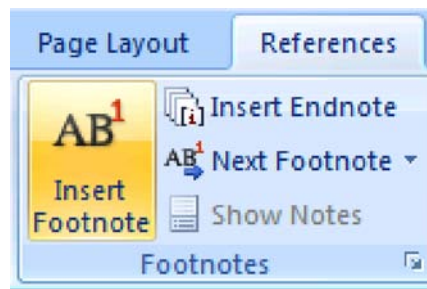 Page Layout References
AB1
Insert
Footnote
[i] Insert Endnote
AB1 Next Footnote
Show Notes
Footnotes